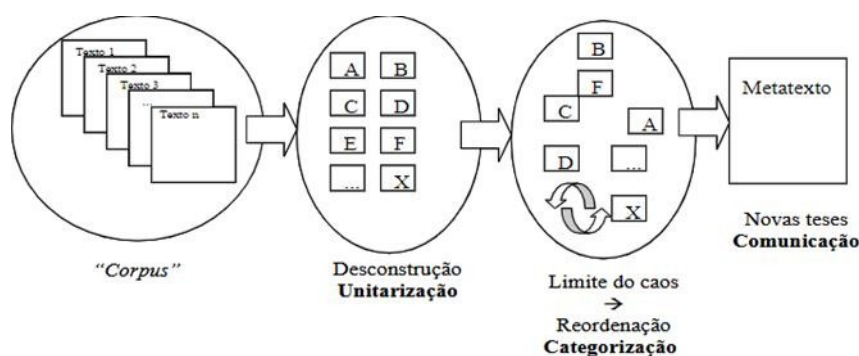 Texto 1
Texto 2
Texto 3
...
Texto n
“Corpus”
A B
C D
E F
... X
Desconstrução
Unitarização
B
F
C
A
D
...
X
Limite do caos
→
Reordenação
Categorização
Metatexto
Novas teses
Comunicação